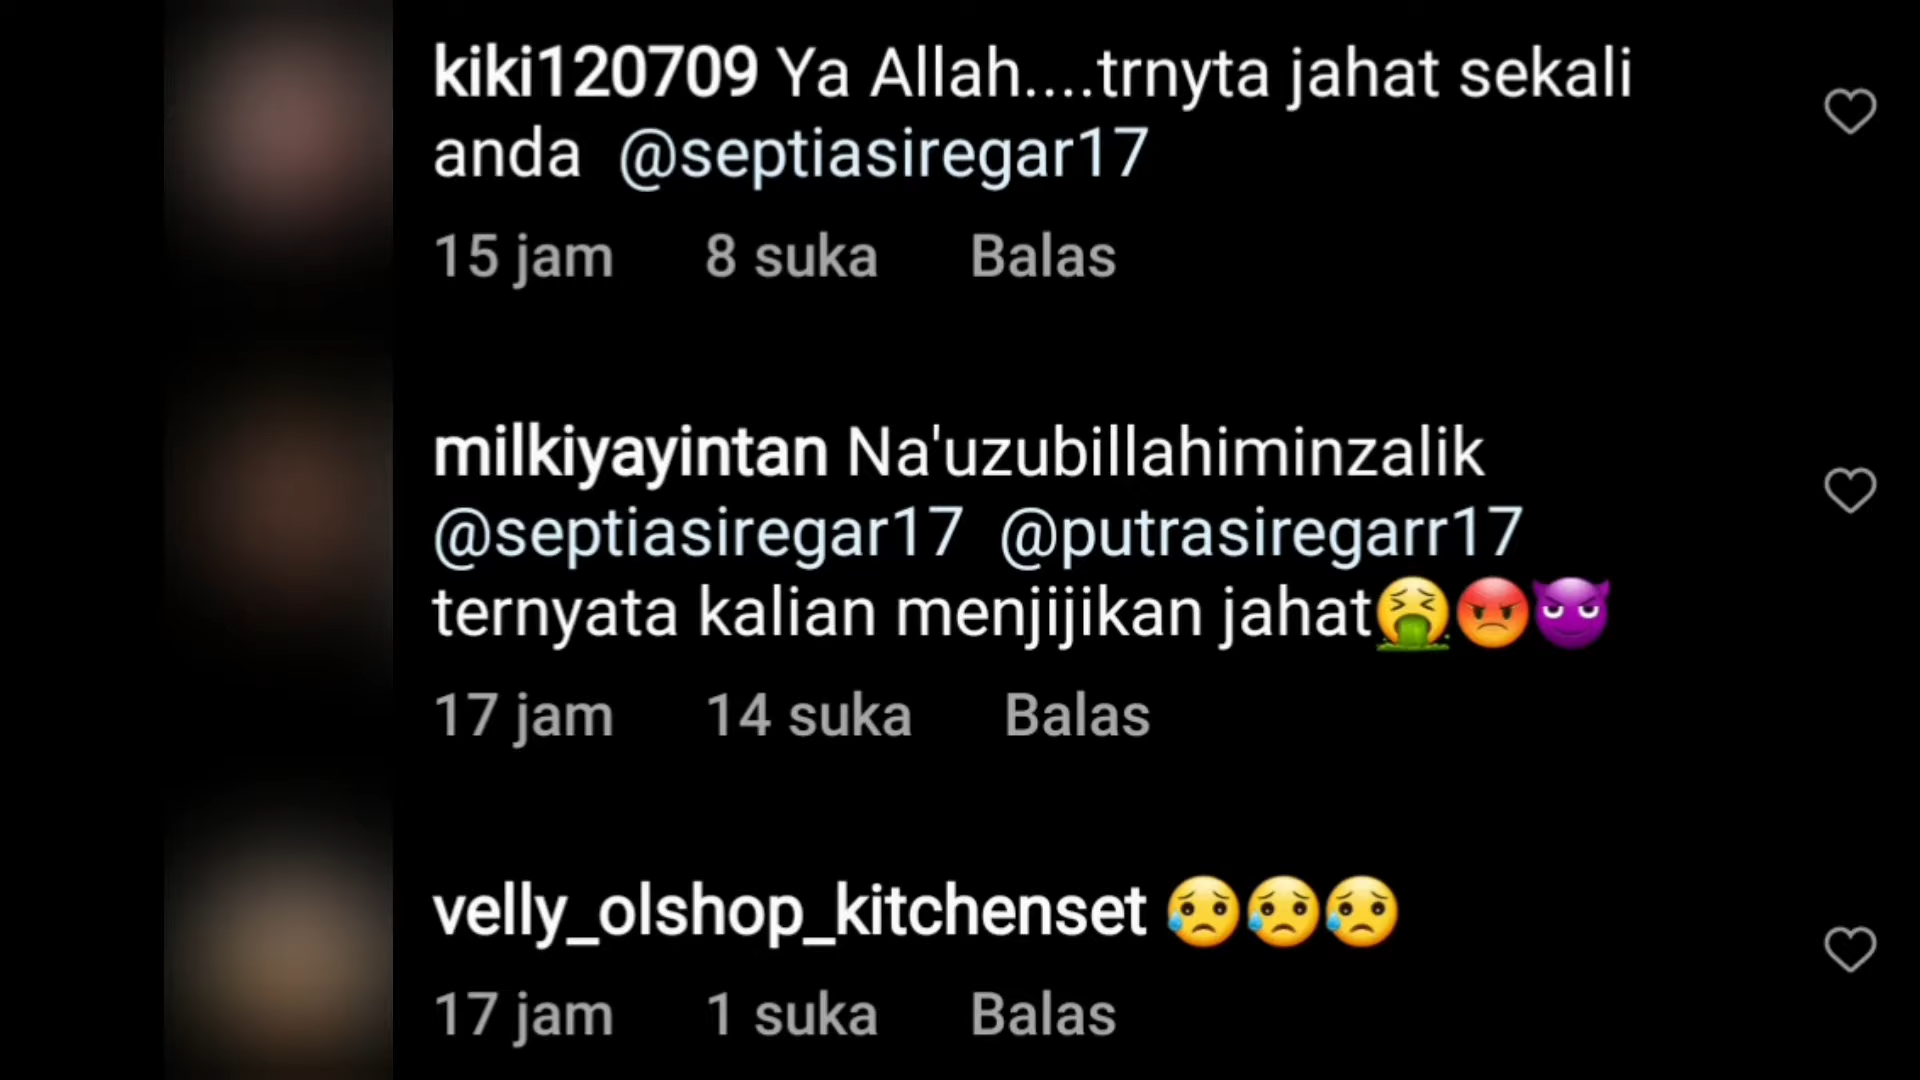 kiki120709 Ya Allah....trnyta jahat sekali
anda @septiasiregar17
15 jam 8 suka Balas
milkiyayintan Na'uzubillahiminzalik
@septiasiregar17 @putrasiregarr17
ternyata kalian menjijikan jahat🤮😡😈
17 jam 14 suka Balas
velly_olshop_kitchenset 😥😥😥
17 jam 1 suka Balas